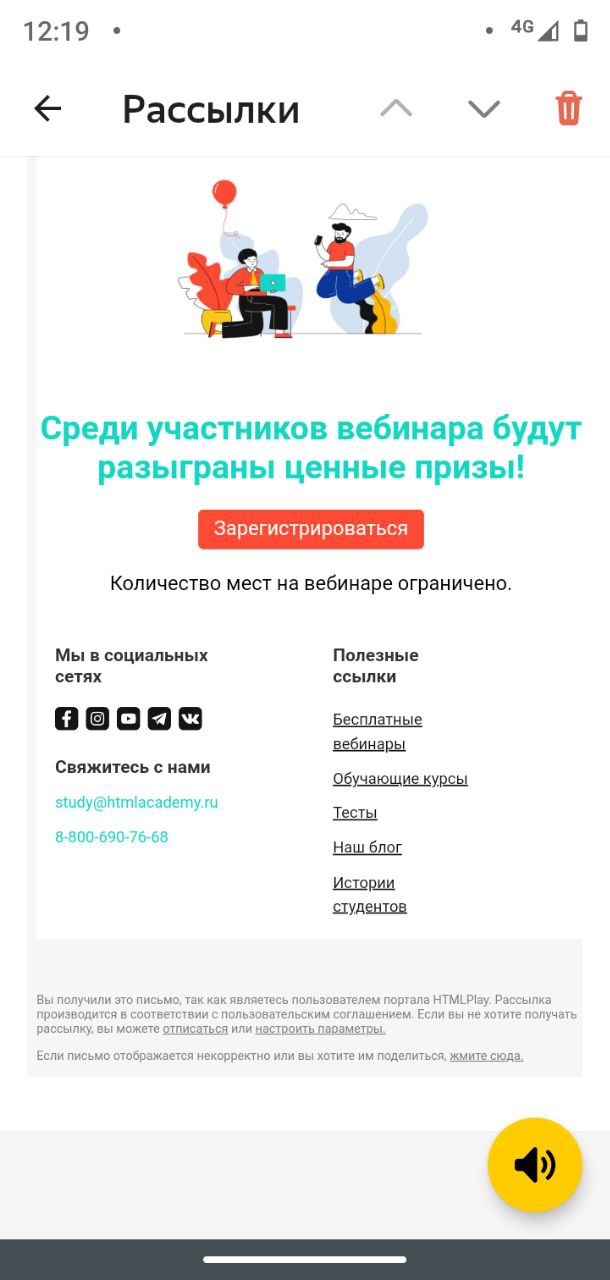 12:19
4G
Рассылки
Среди участников вебинара будут
разыграны ценные призы!
Зарегистрироваться
Количество мест на вебинаре ограничено.
Мы в социальных
сетях
Свяжитесь с нами
study@htmlacademy.ru
8-800-690-76-68
Полезные
ссылки
Бесплатные
вебинары
Обучающие курсы
Тесты
Наш блог
Истории
студентов
Вы получили это письмо, так как являетесь пользователем портала HTMLPlay. Рассылка
производится в соответствии с пользовательским соглашением. Если вы не хотите получать
рассылку, вы можете отписаться или настроить параметры.
Если письмо отображается некорректно или вы хотите им поделиться, жмите сюда.